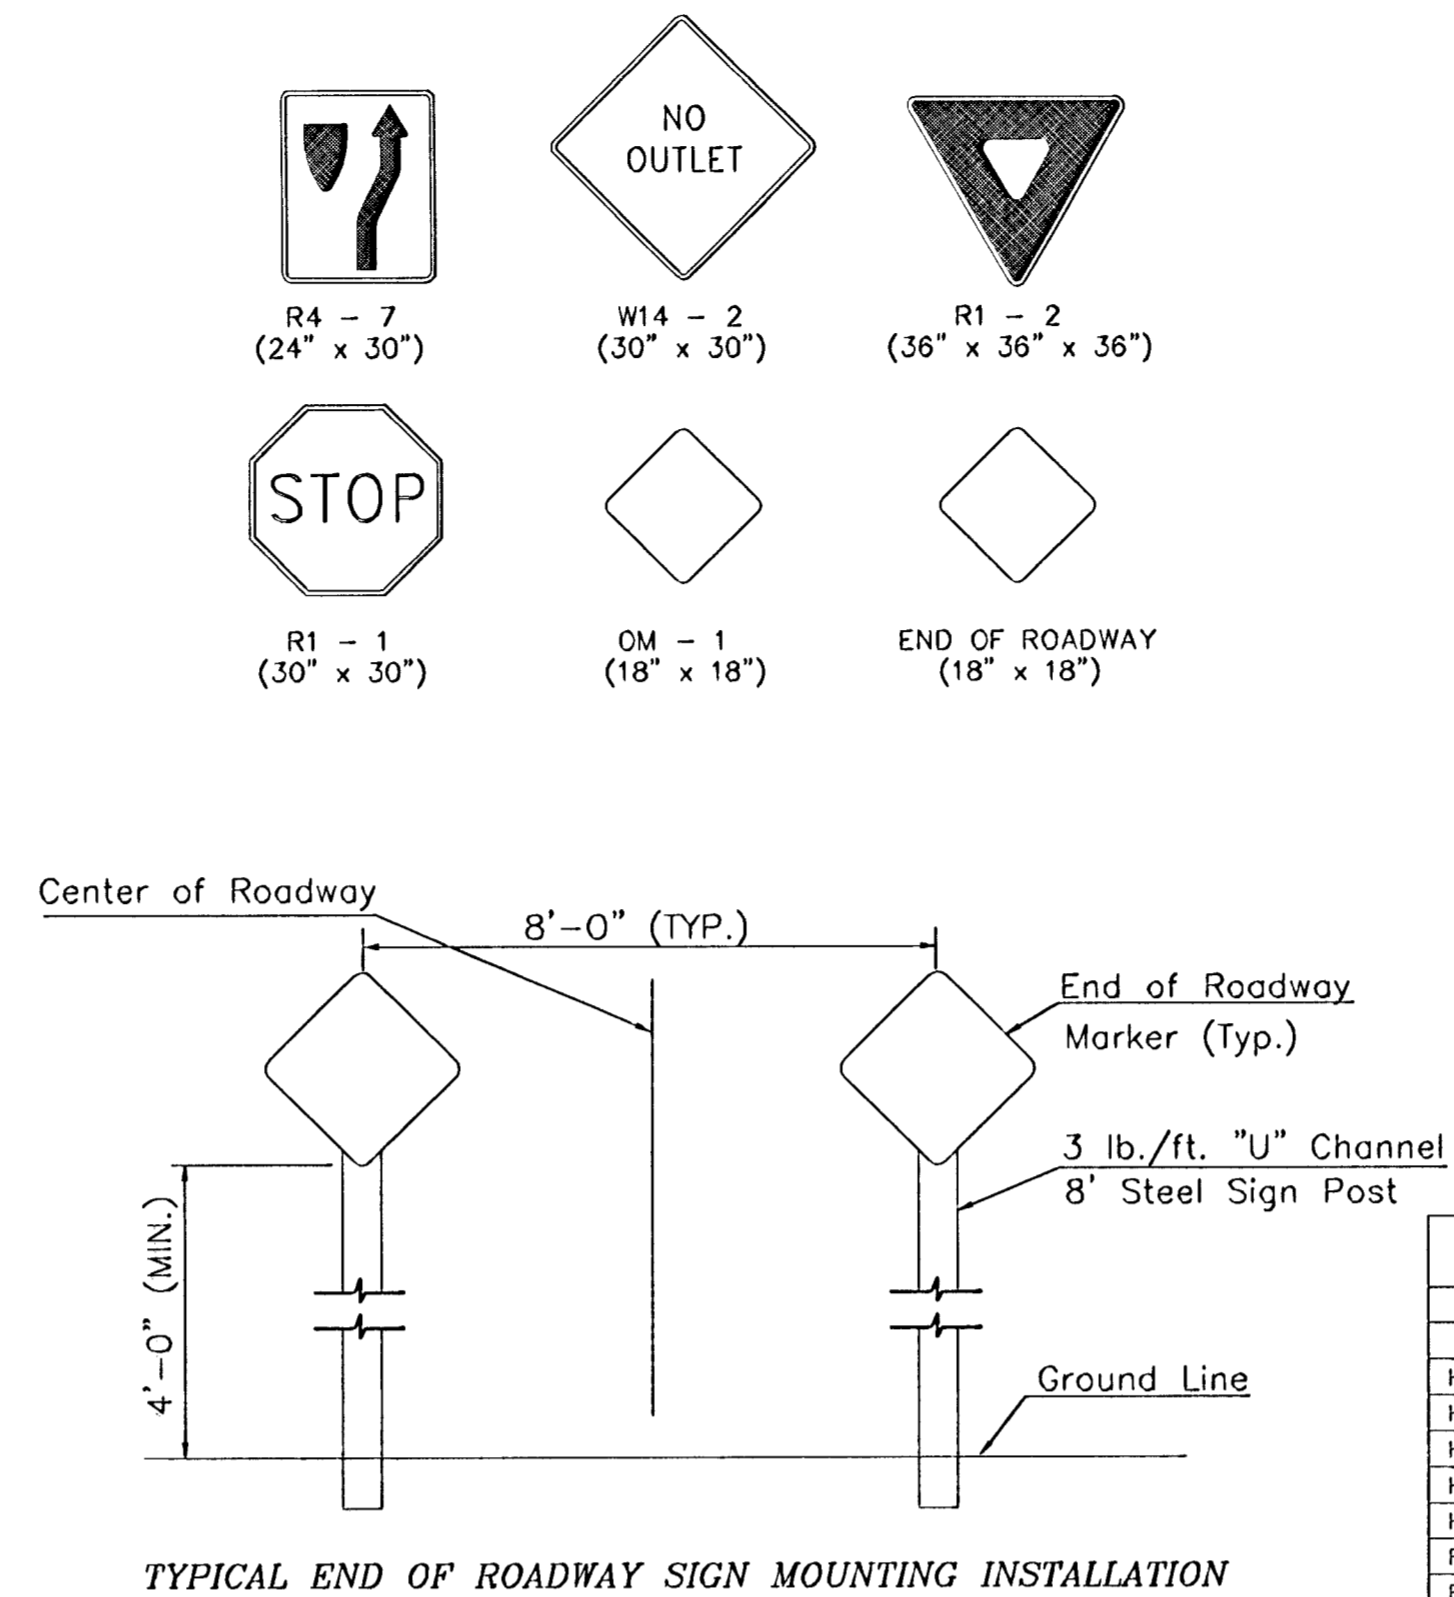 NO
OUTLET
R4 - 7
(24" x 30")
W14 - 2
(30" x 30")
R1 - 2
(36" x 36" x 36")
STOP
R1 - 1
(30" x 30")
OM - 1
(18" x 18")
END OF ROADWAY
(18" x 18")
Center of Roadway
8'-0" (TYP.)
End of Roadway
Marker (Typ.)
3 lb./ft. "U" Channel
8' Steel Sign Post
4'-0" (MIN.)
Ground Line
TYPICAL END OF ROADWAY SIGN MOUNTING INSTALLATION